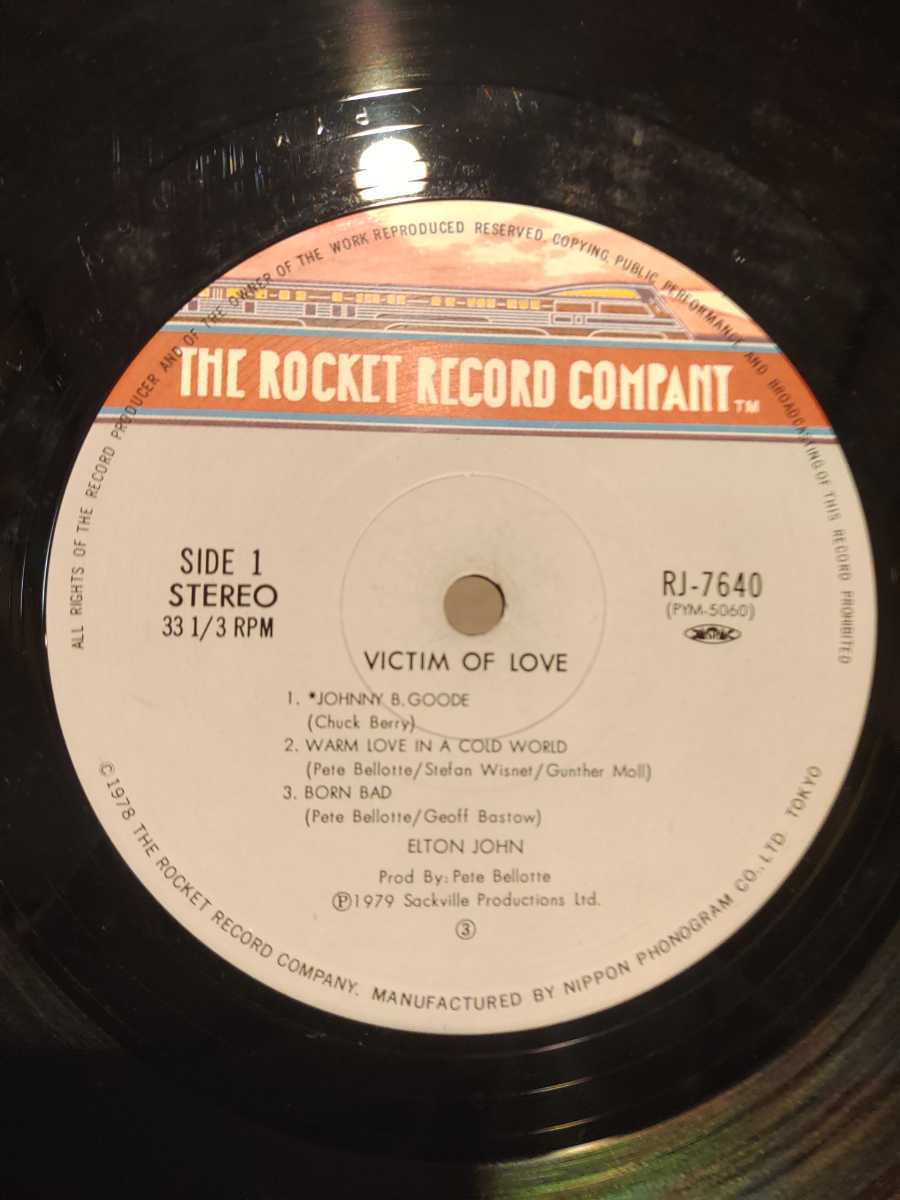 ALL RIGHTS OF THE RECORD PRODUCER AND OF THE OWNER OF THE WORK REPRODUCED RESERVED. COPYING, PUBLIC PERFORMANCE AND BROADCASTING OF THIS RECORD PROHIBITED
THE ROCKET RECORD COMPANY TM
SIDE 1
STEREO
33 1/3 RPM
RJ-7640
(PYM-5060)
VICTIM OF LOVE
1. *JOHNNY B. GOODE
(Chuck Berry)
2. WARM LOVE IN A COLD WORLD
(Pete Bellotte/Stefan Wisnet/Gunther Moll)
3. BORN BAD
(Pete Bellotte/Geoff Bastow)
ELTON JOHN
Prod By: Pete Bellotte
Ⓟ1979 Sackville Productions Ltd.
③
©1978 THE ROCKET RECORD COMPANY. MANUFACTURED BY NIPPON PHONOGRAM CO., LTD. TOKYO